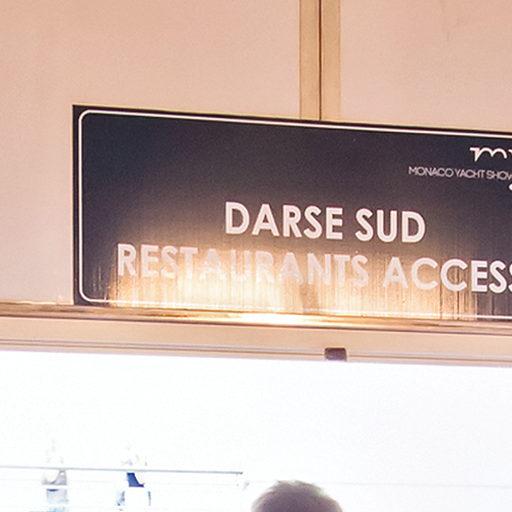 MONACO YACHT SHOW
DARSE SUD
RESTAURANTS ACCESS